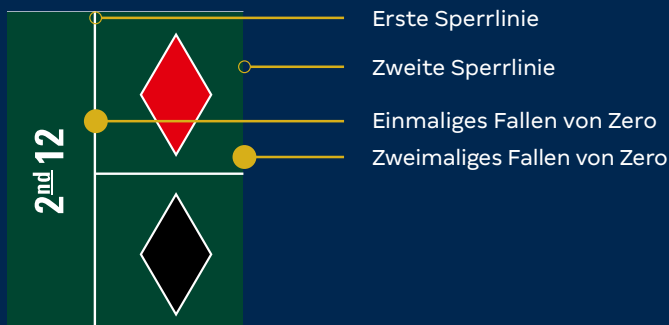 Erste Sperrlinie
Zweite Sperrlinie
Einmaliges Fallen von Zero
Zweimaliges Fallen von Zero
2nd 12